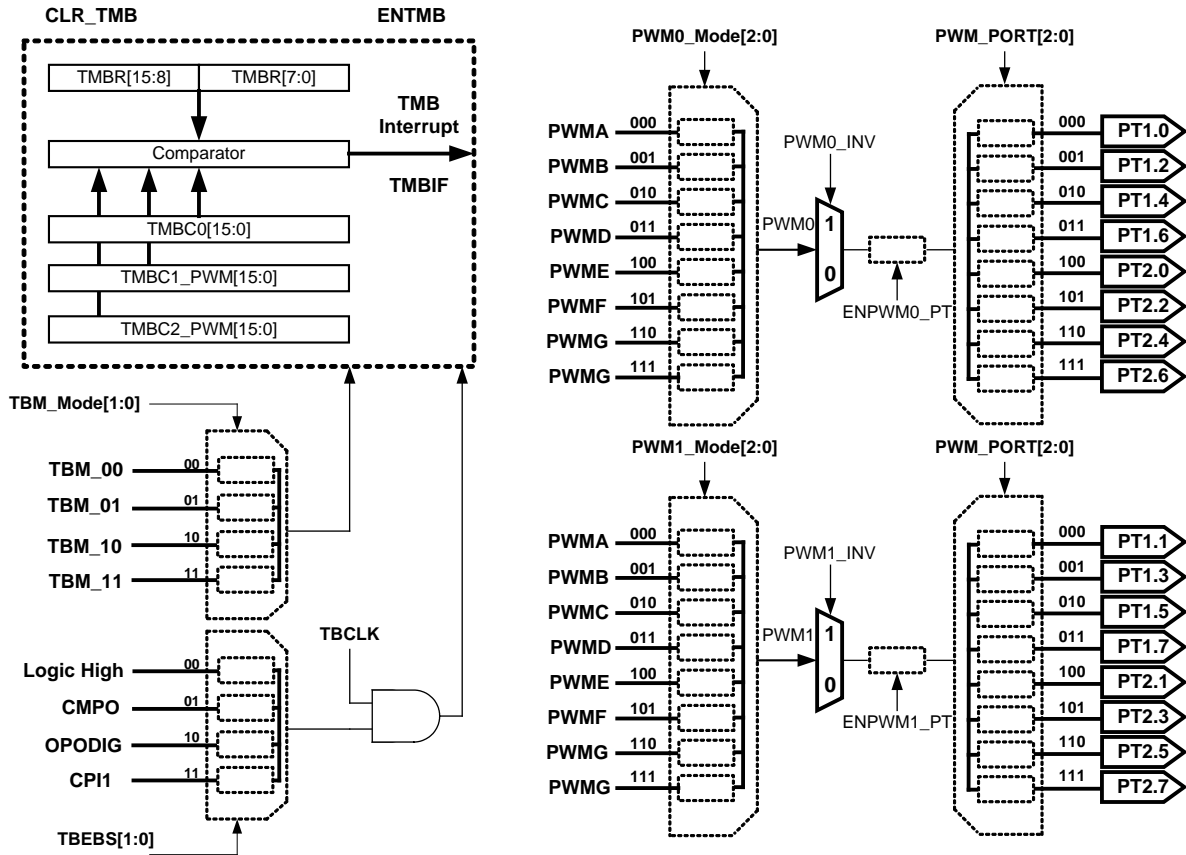 CLR_TMB
ENTMB
TMBR[15:8]
TMBR[7:0]
TMB
Interrupt
Comparator
TMBIF
TMBC0[15:0]
TMBC1_PWM[15:0]
TMBC2_PWM[15:0]
TBM_Mode[1:0]
TBM_00 00
TBM_01 01
TBM_10 10
TBM_11 11
TBCLK
Logic High 00
CMPO 01
OPODIG 10
CPI1 11
TBEBS[1:0]
PWM0_Mode[2:0]
PWMA 000
PWMB 001
PWMC 010
PWMD 011
PWME 100
PWMF 101
PWMG 110
PWMG 111
PWM0_INV
PWM0
1
0
ENPWM0_PT
PWM_PORT[2:0]
000 PT1.0
001 PT1.2
010 PT1.4
011 PT1.6
100 PT2.0
101 PT2.2
110 PT2.4
111 PT2.6
PWM1_Mode[2:0]
PWMA 000
PWMB 001
PWMC 010
PWMD 011
PWME 100
PWMF 101
PWMG 110
PWMG 111
PWM1_INV
PWM1
1
0
ENPWM1_PT
PWM_PORT[2:0]
000 PT1.1
001 PT1.3
010 PT1.5
011 PT1.7
100 PT2.1
101 PT2.3
110 PT2.5
111 PT2.7